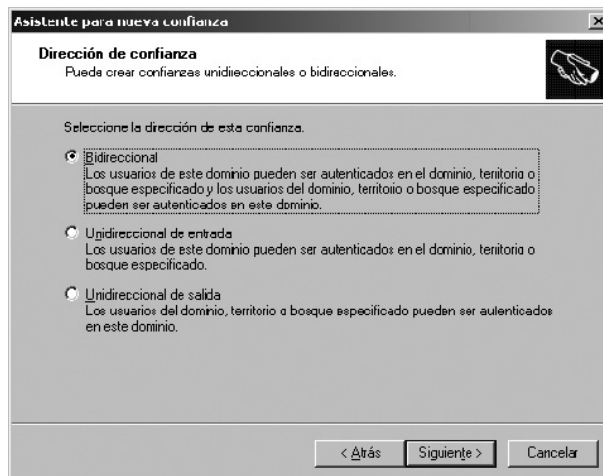 Asistente para nueva confianza
Dirección de confianza
Puede crear confianzas unidireccionales o bidireccionales.
Seleccione la dirección de esta confianza.
Bidireccional
Los usuarios de este dominio pueden ser autenticados en el dominio, territorio o
bosque especificado y los usuarios del dominio, territorio o bosque especificado
pueden ser autenticados en este dominio.
Unidireccional de entrada
Los usuarios de este dominio pueden ser autenticados en el dominio, territorio o
bosque especificado.
Unidireccional de salida
Los usuarios del dominio, territorio o bosque especificado pueden ser autenticados
en este dominio.
< Atrás Siguiente > Cancelar